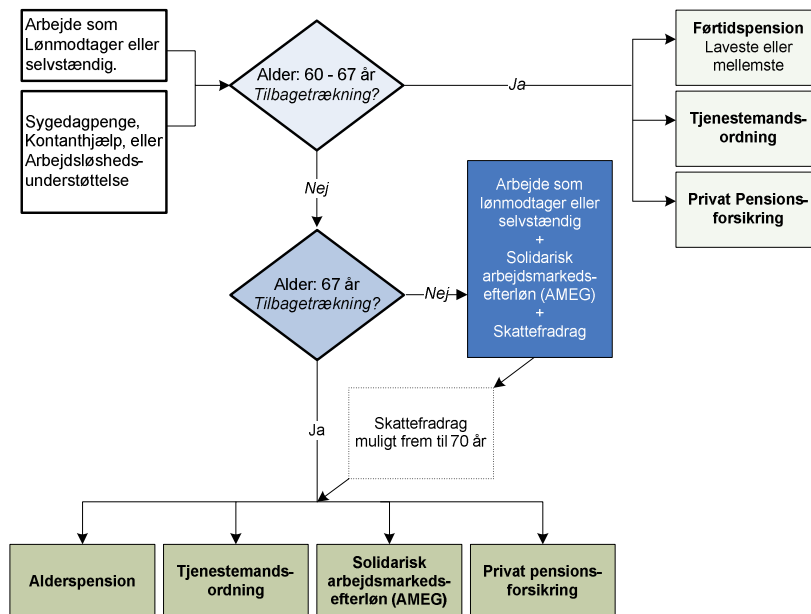 Arbejde som
Lønmodtager eller
selvstændig.
Sygedagpenge,
Kontanthjælp, eller
Arbejdsløsheds-
understøttelse
Alder: 60 - 67 år
Tilbagetrækning?
Ja
Førtidspension
Laveste eller
mellemste
Tjenestemands-
ordning
Privat Pensions-
forsikring
Nej
Alder: 67 år
Tilbagetrækning?
Nej
Arbejde som
lønmodtager eller
selvstændig
+
Solidarisk
arbejdsmarkeds-
efterløn (AMEG)
+
Skattefradrag
Skattefradrag
muligt frem til 70 år
Ja
Alderspension
Tjenestemands-
ordning
Solidarisk
arbejdsmarkeds-
efterløn (AMEG)
Privat pensions-
forsikring